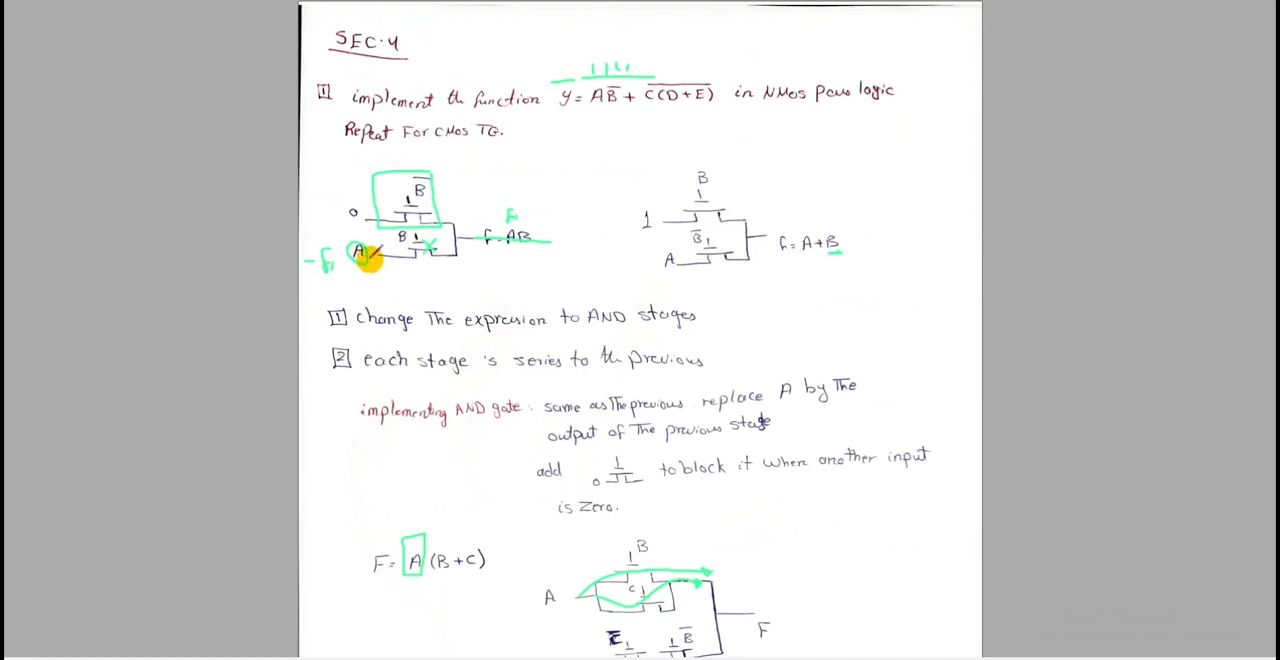 SEC.4
1 implement the function y = AB̅ + C̅(̅D̅+̅E̅)̅ in NMOS Pass logic
Repeat For CMOS TG.
B̅
0
F
B
f = AB
-F
A
B
1
B̅
f = A+B
A
1 change The expression to AND stages
2 each stage is series to the previous
implementing AND gate: same as The previous replace A by The
output of The previous stage
add 0 to block it when another input
is Zero.
F = A (B+C)
B
C
A
F
C̅
B̅